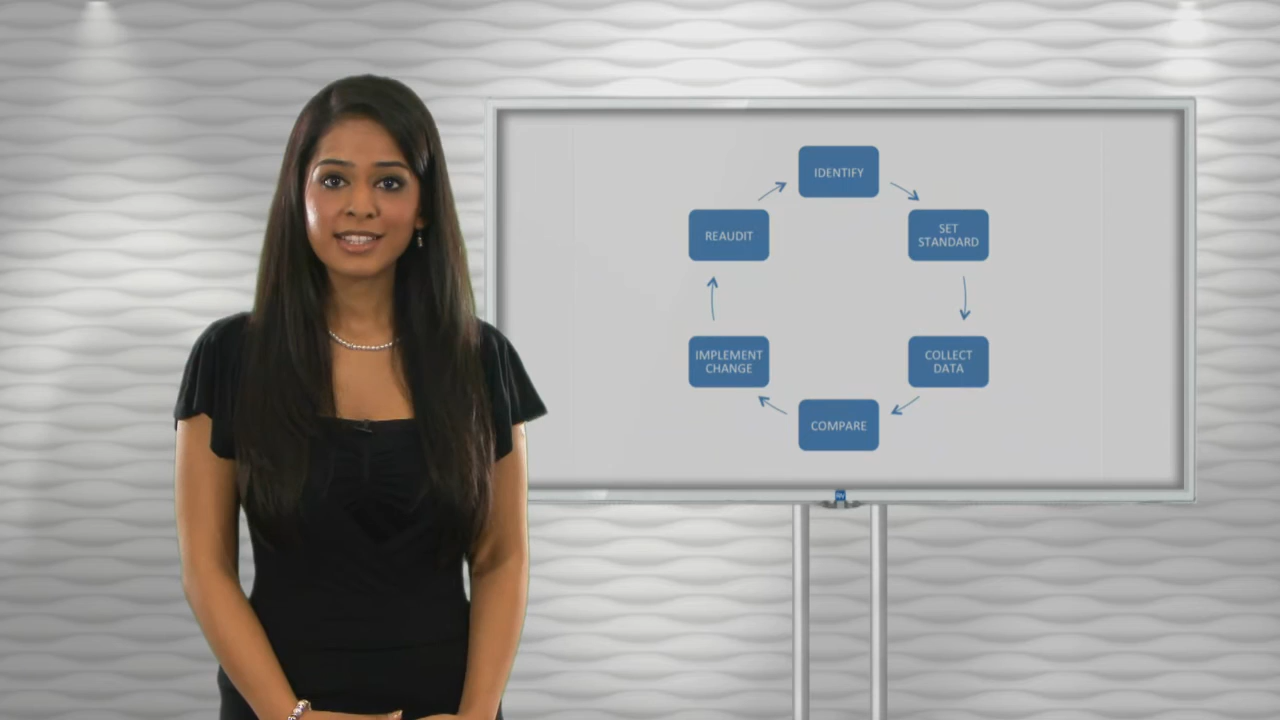 IDENTIFY
SET
STANDARD
COLLECT
DATA
COMPARE
IMPLEMENT
CHANGE
REAUDIT